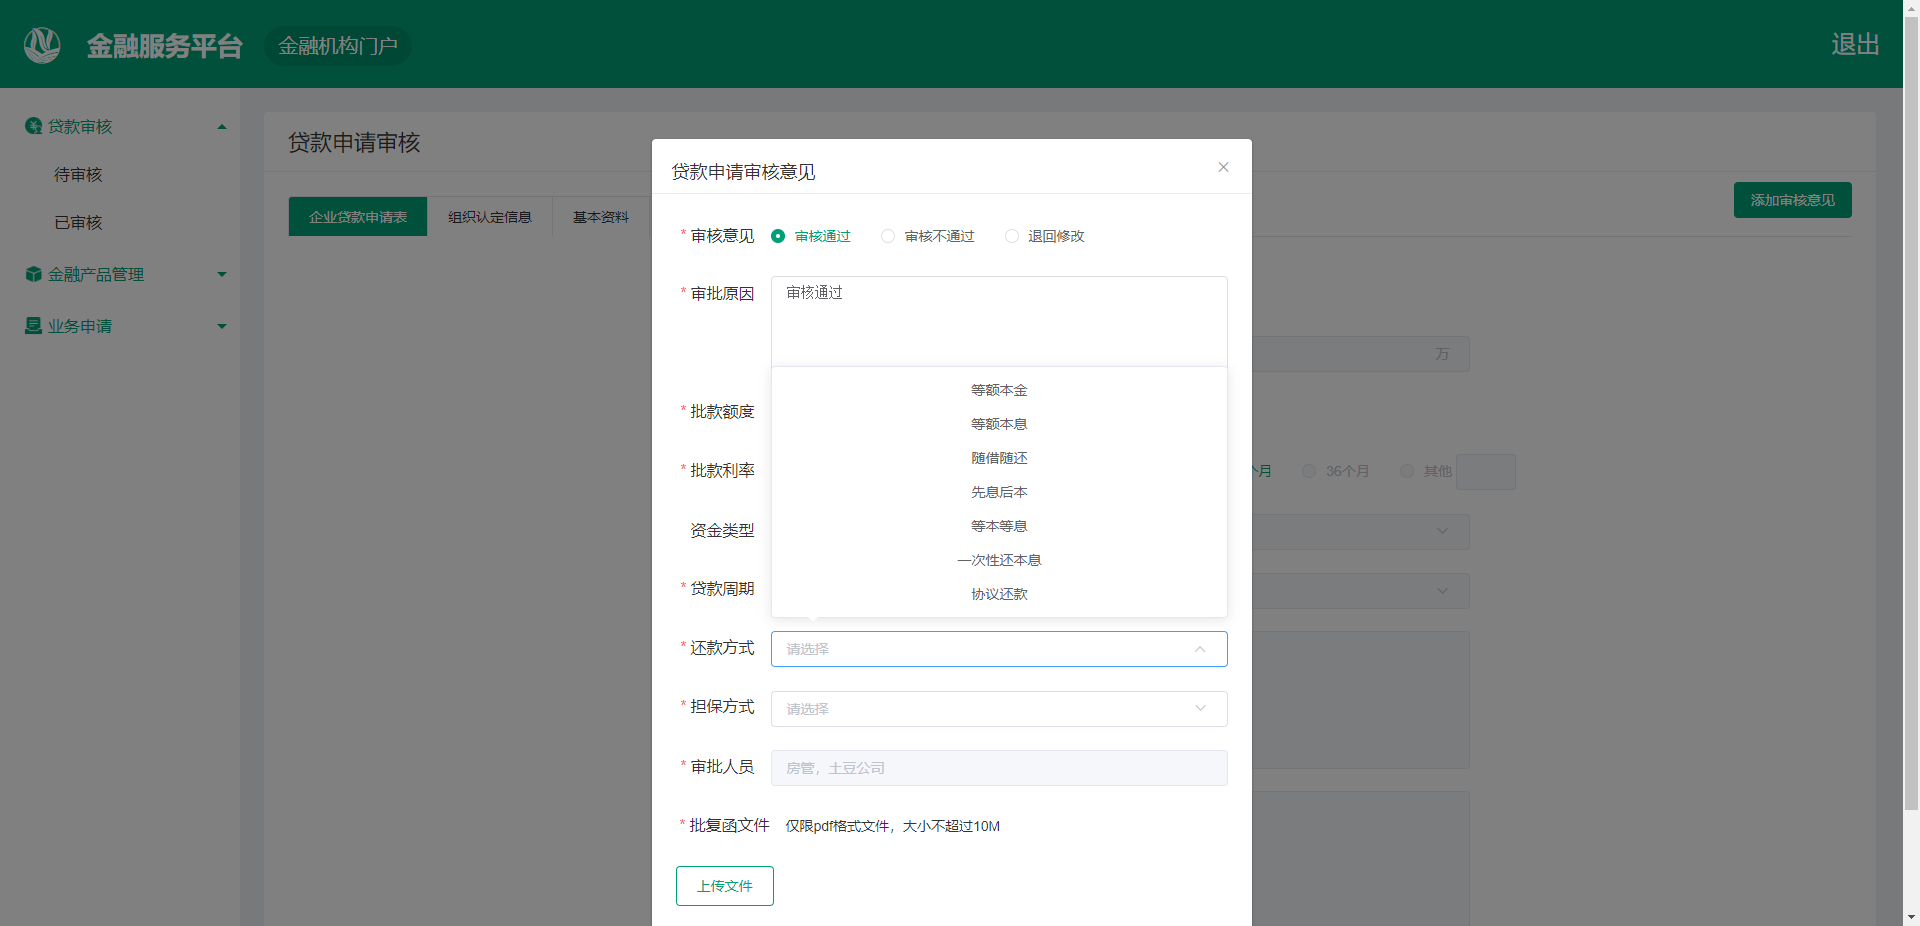 金融服务平台 金融机构门户 退出
贷款审核
待审核
已审核
金融产品管理
业务申请
贷款申请审核
企业贷款申请表 组织认定信息 基本资料
添加审核意见
万
个月 36个月 其他
贷款申请审核意见
*审核意见 审核通过 审核不通过 退回修改
*审批原因 审核通过
*批款额度
*批款利率
资金类型
*贷款周期
等额本金
等额本息
随借随还
先息后本
等本等息
一次性还本息
协议还款
*还款方式 请选择
*担保方式 请选择
*审批人员 房管，土豆公司
*批复函文件 仅限pdf格式文件，大小不超过10M
上传文件